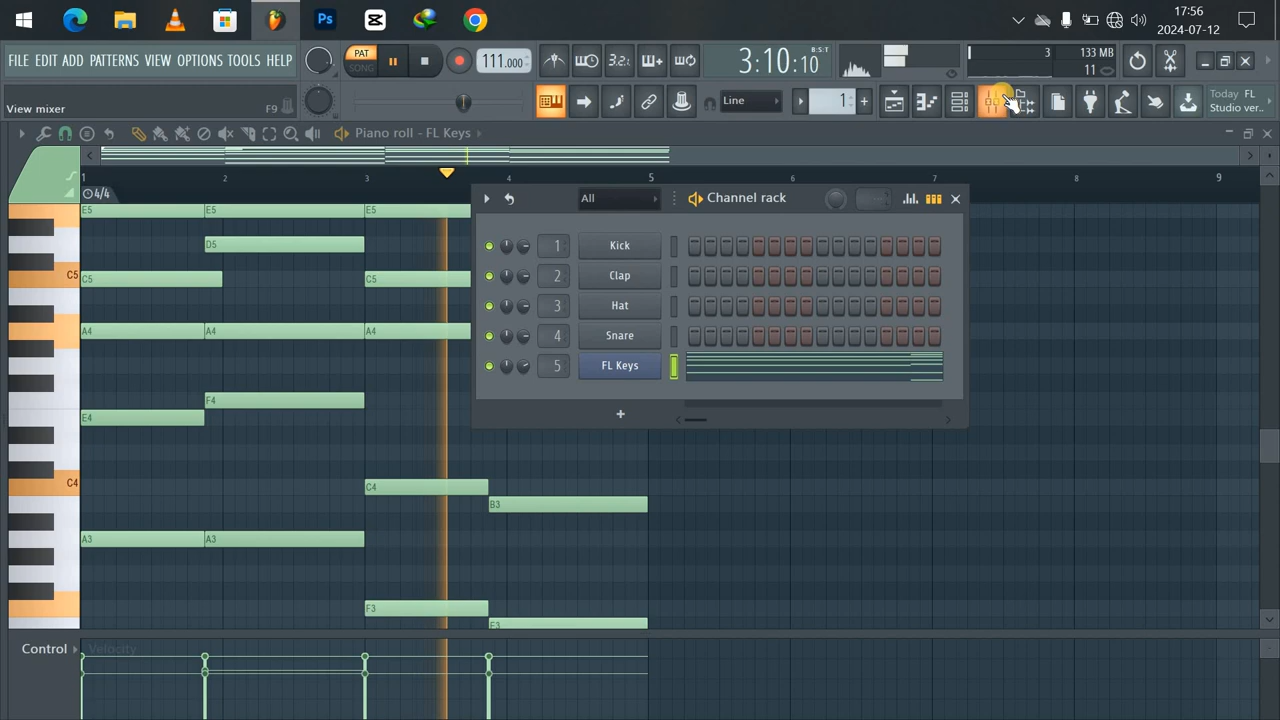 Ps
17:56
2024-07-12
FILE EDIT ADD PATTERNS VIEW OPTIONS TOOLS HELP
PAT
SONG
111.000
3:10:10
B:S:T
3
133 MB
11
View mixer
F9
Line
1
Today FL
Studio ver..
Piano roll - FL Keys
1
2
3
5
6
7
8
9
4/4
All
Channel rack
1 Kick
2 Clap
3 Hat
4 Snare
5 FL Keys
+
4
E5 E5 E5
D5
C5
C5
C5
A4 A4 A4
F4
E4
C4
C4
B3
A3 A3
F3
E3
Control
Velocity